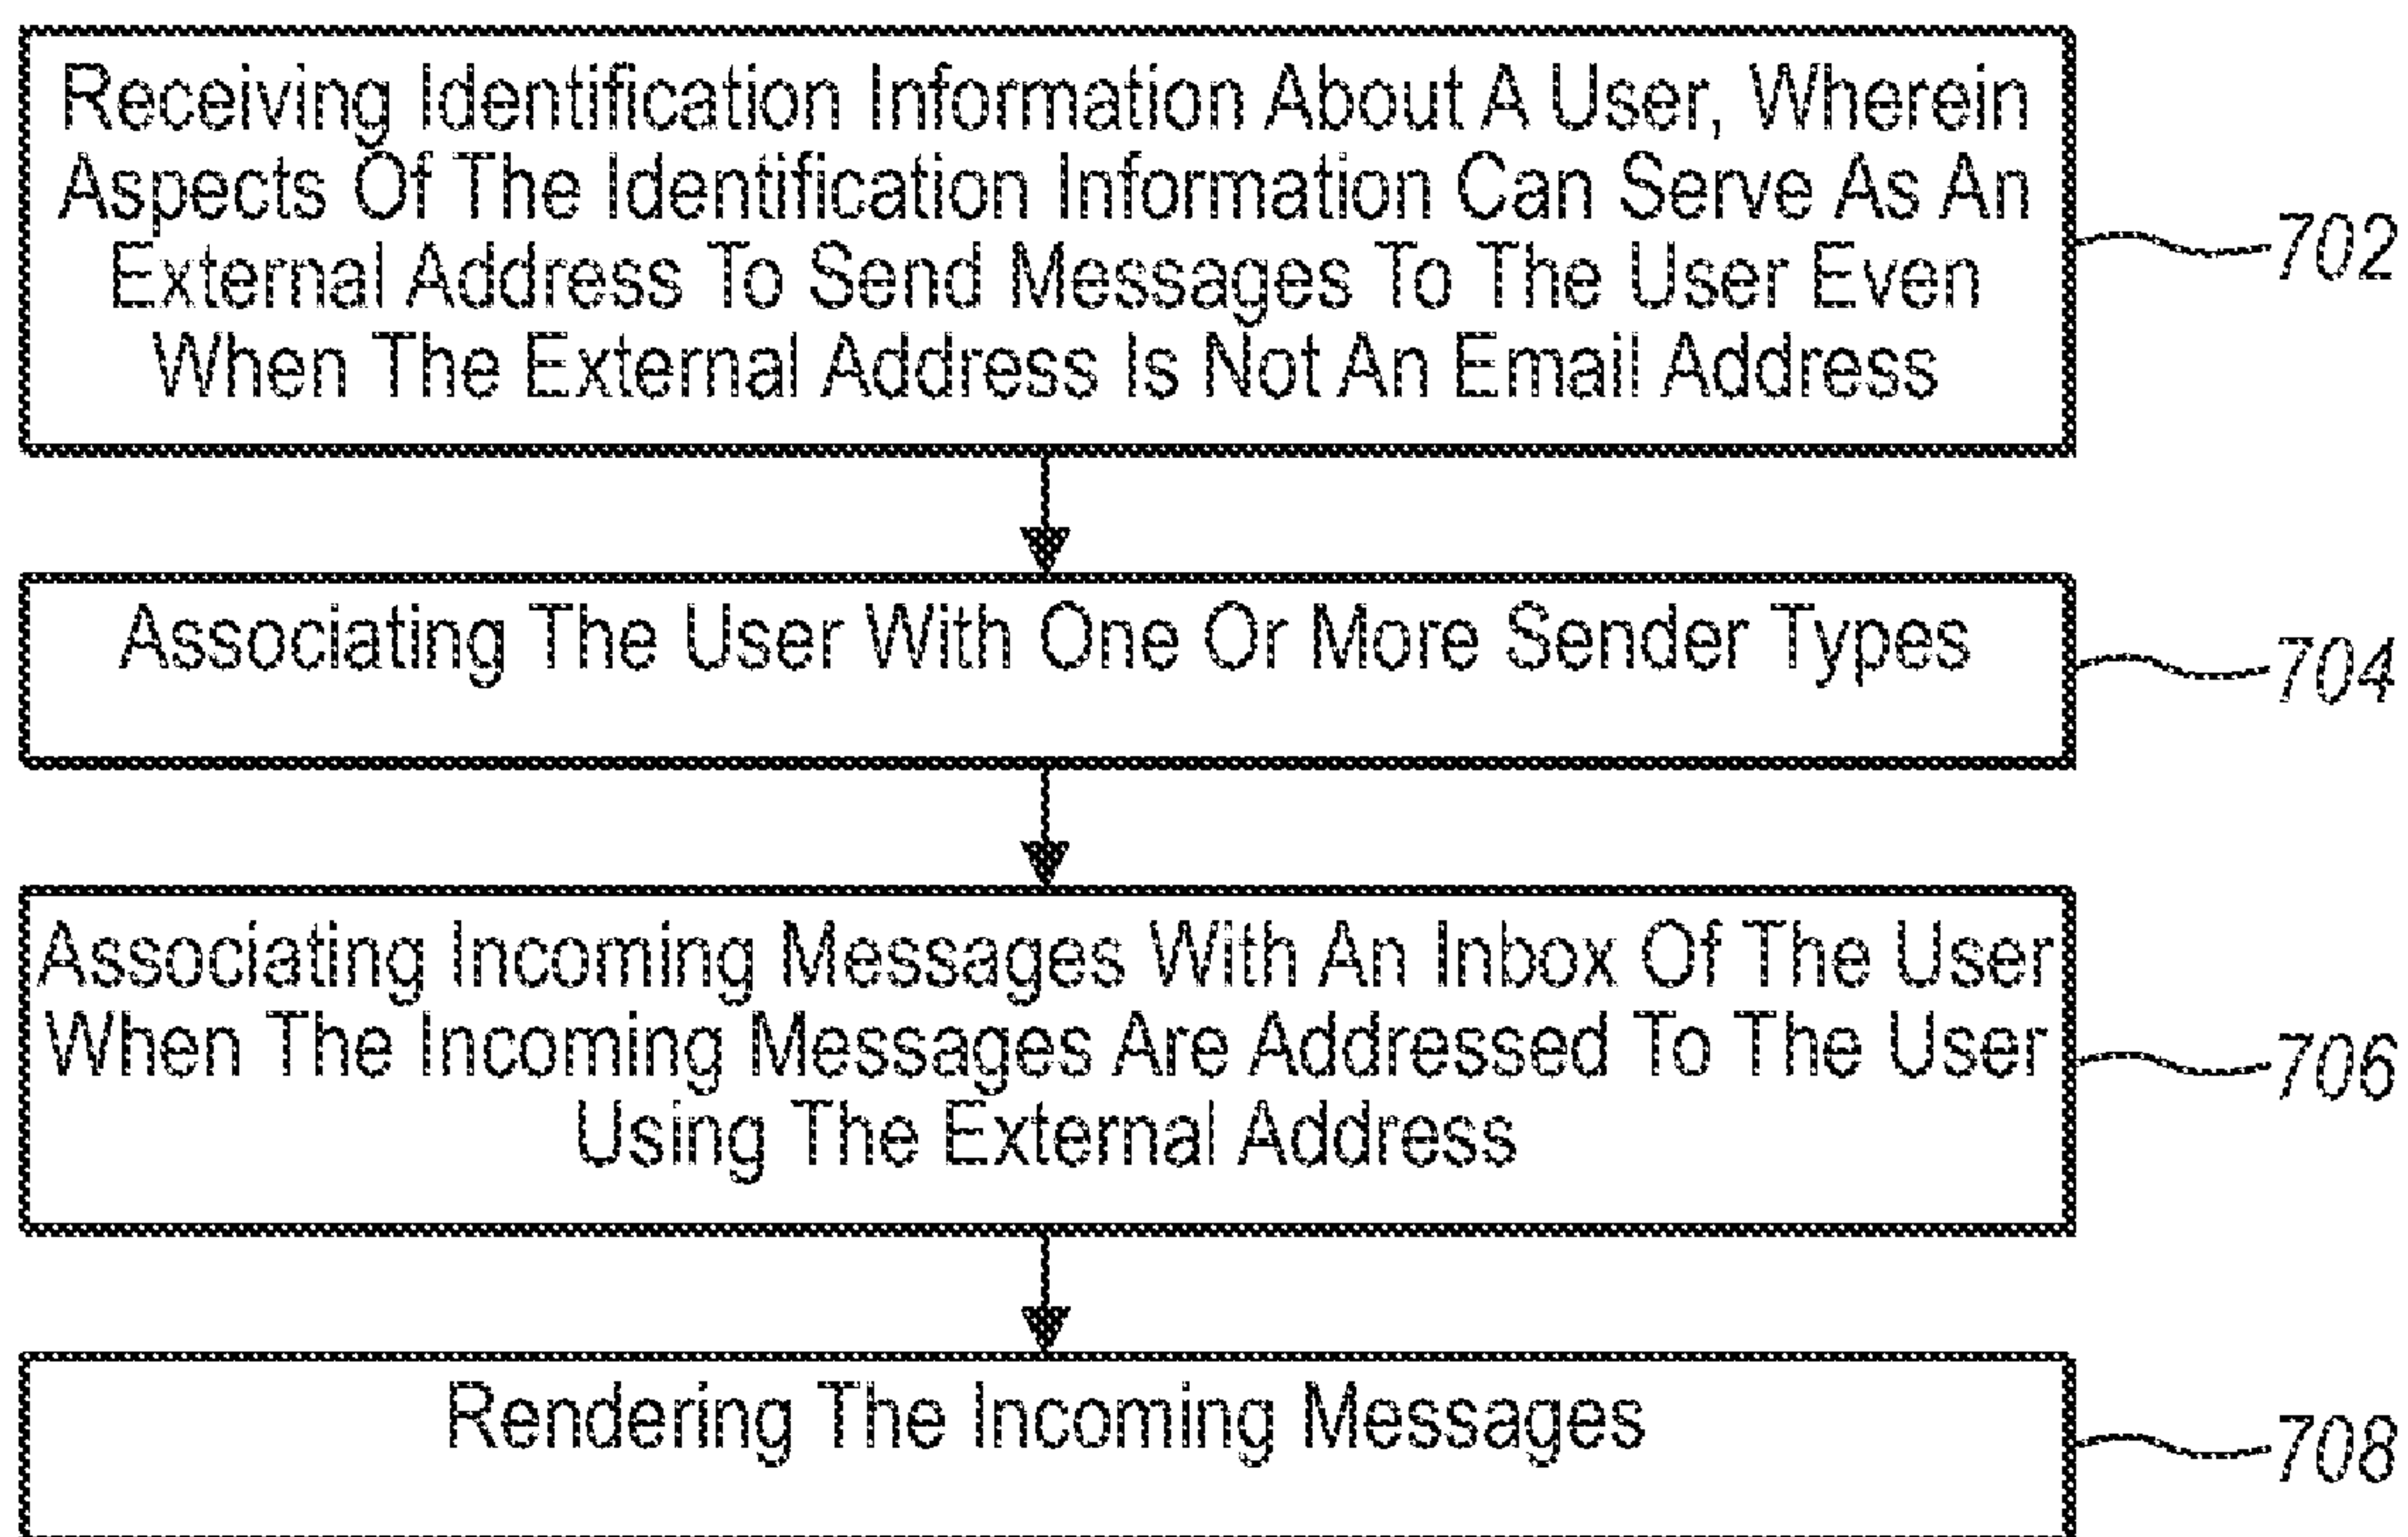 Receiving Identification Information About A User, Wherein
Aspects Of The Identification Information Can Serve As An
External Address To Send Messages To The User Even
When The External Address Is Not An Email Address
702
Associating The User With One Or More Sender Types
704
Associating Incoming Messages With An Inbox Of The User
When The Incoming Messages Are Addressed To The User
Using The External Address
706
Rendering The Incoming Messages
708